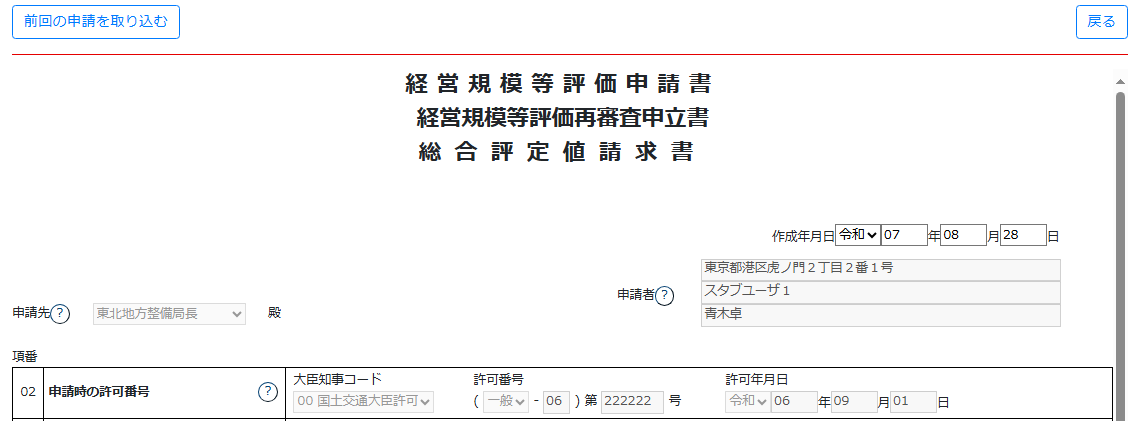 前回の申請を取り込む 戻る
経営規模等評価申請書
経営規模等評価再審査申立書
総合評定値請求書
作成年月日 令和 07 年 08 月 28 日
東京都港区虎ノ門２丁目２番１号
申請者 ? スタブユーザ１
青木卓
申請先 ? 東北地方整備局長 殿
項番
02 申請時の許可番号 ? 大臣知事コード 許可番号 許可年月日
00 国土交通大臣許可 ( 一般 - 06 ) 第 222222 号 令和 06 年 09 月 01 日